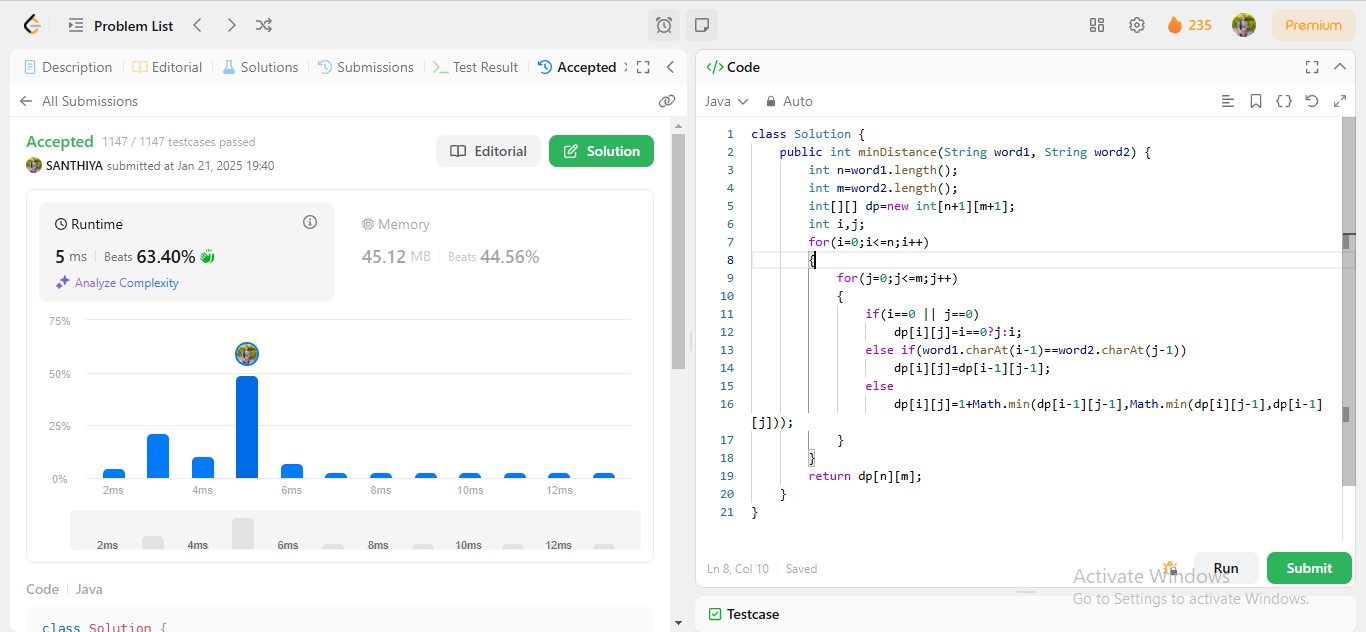 Problem List
235
Premium
Description
Editorial
Solutions
Submissions
Test Result
Accepted
All Submissions
Accepted 1147 / 1147 testcases passed
SANTHIYA submitted at Jan 21, 2025 19:40
Editorial
Solution
Runtime
5 ms | Beats 63.40%
Analyze Complexity
Memory
45.12 MB | Beats 44.56%
75%
50%
25%
0%
2ms 4ms 6ms 8ms 10ms 12ms
2ms 4ms 6ms 8ms 10ms 12ms
Code | Java
class Solution {
</> Code
Java Auto
1 class Solution {
2     public int minDistance(String word1, String word2) {
3         int n=word1.length();
4         int m=word2.length();
5         int[][] dp=new int[n+1][m+1];
6         int i,j;
7         for(i=0;i<=n;i++)
8         {
9             for(j=0;j<=m;j++)
10             {
11                 if(i==0 || j==0)
12                     dp[i][j]=i==0?j:i;
13                 else if(word1.charAt(i-1)==word2.charAt(j-1))
14                     dp[i][j]=dp[i-1][j-1];
15                 else
16                     dp[i][j]=1+Math.min(dp[i-1][j-1],Math.min(dp[i][j-1],dp[i-1]
[j]));
17             }
18         }
19         return dp[n][m];
20     }
21 }
Ln 8, Col 10 Saved
Run
Submit
Activate Windows
Go to Settings to activate Windows.
Testcase